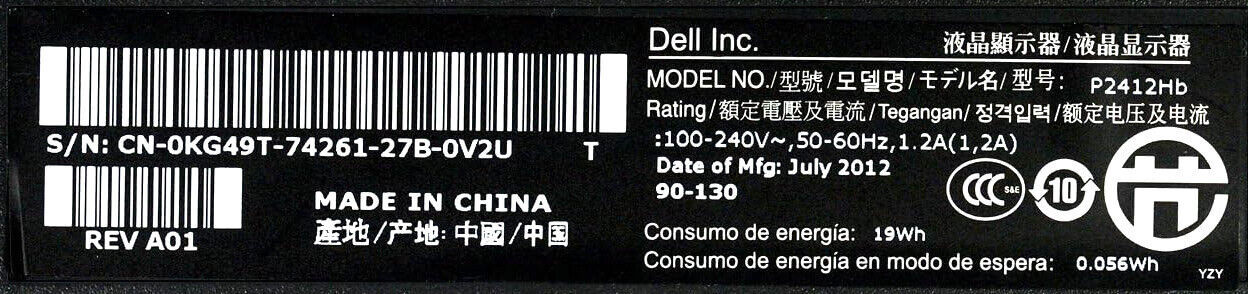 Dell Inc. 液晶顯示器/液晶显示器
MODEL NO./型號/모델명/モデル名/型号: P2412Hb
Rating/額定電壓及電流/Tegangan/정격입력/额定电压及电流
:100-240V~,50-60Hz,1.2A(1,2A)
Date of Mfg: July 2012
90-130
S/N: CN-0KG49T-74261-27B-0V2U T
REV A01
MADE IN CHINA
產地/产地: 中國/中国
CCC S&E
10
Consumo de energía: 19Wh
Consumo de energía en modo de espera: 0.056Wh
YZY